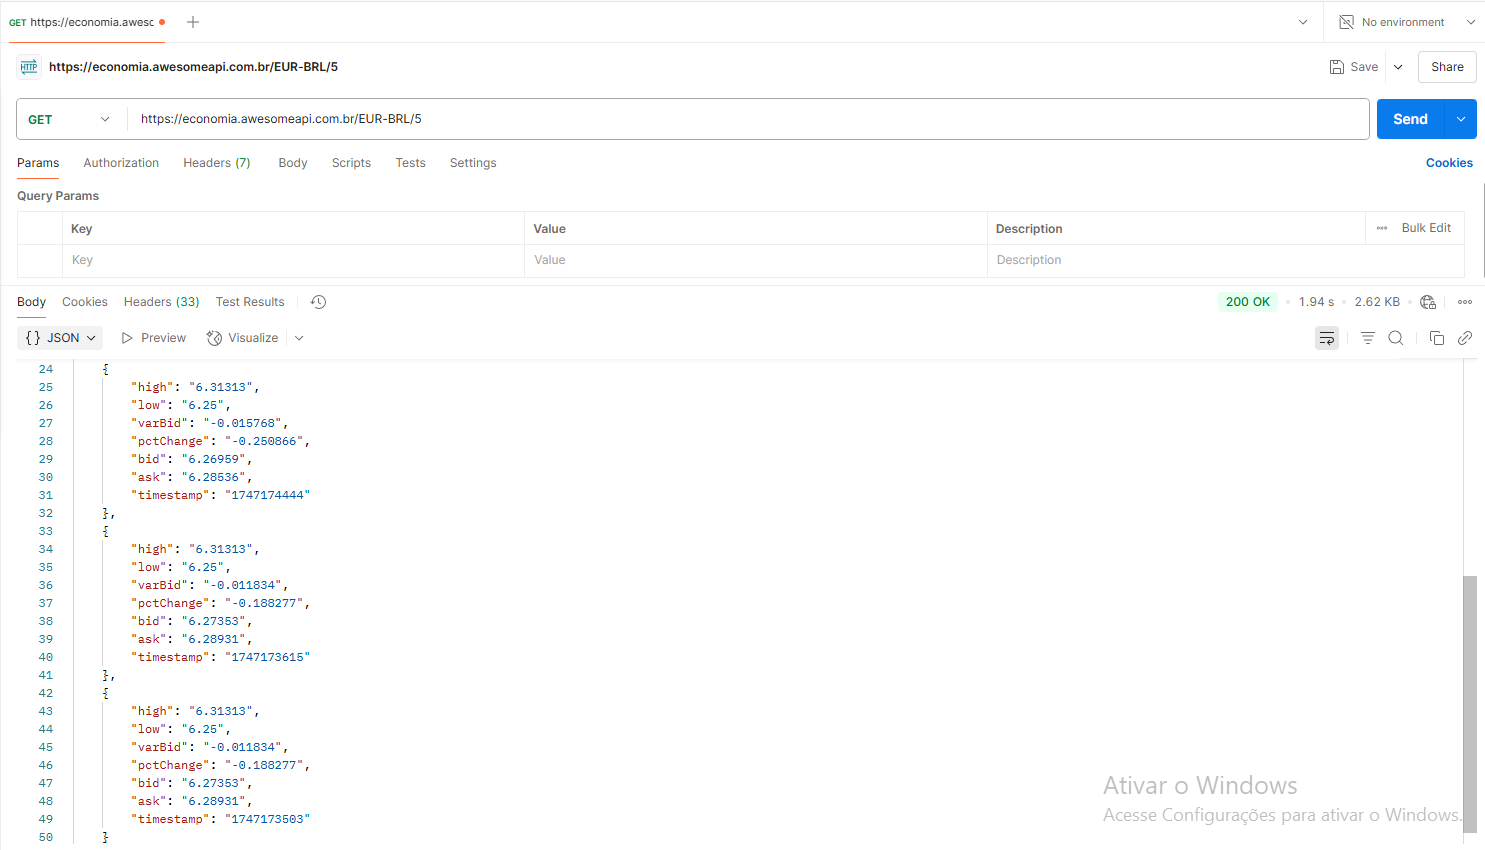 GET https://economia.awesc
No environment
HTTP https://economia.awesomeapi.com.br/EUR-BRL/5
Save
Share
GET
https://economia.awesomeapi.com.br/EUR-BRL/5
Send
Params Authorization Headers (7) Body Scripts Tests Settings
Cookies
Query Params
Key Value Description Bulk Edit
Key Value Description
Body Cookies Headers (33) Test Results
200 OK 1.94 s 2.62 KB
{} JSON Preview Visualize
24 {
25 "high": "6.31313",
26 "low": "6.25",
27 "varBid": "-0.015768",
28 "pctChange": "-0.250866",
29 "bid": "6.26959",
30 "ask": "6.28536",
31 "timestamp": "1747174444"
32 },
33 {
34 "high": "6.31313",
35 "low": "6.25",
36 "varBid": "-0.011834",
37 "pctChange": "-0.188277",
38 "bid": "6.27353",
39 "ask": "6.28931",
40 "timestamp": "1747173615"
41 },
42 {
43 "high": "6.31313",
44 "low": "6.25",
45 "varBid": "-0.011834",
46 "pctChange": "-0.188277",
47 "bid": "6.27353",
48 "ask": "6.28931",
49 "timestamp": "1747173503"
50 }
Ativar o Windows
Acesse Configurações para ativar o Windows.